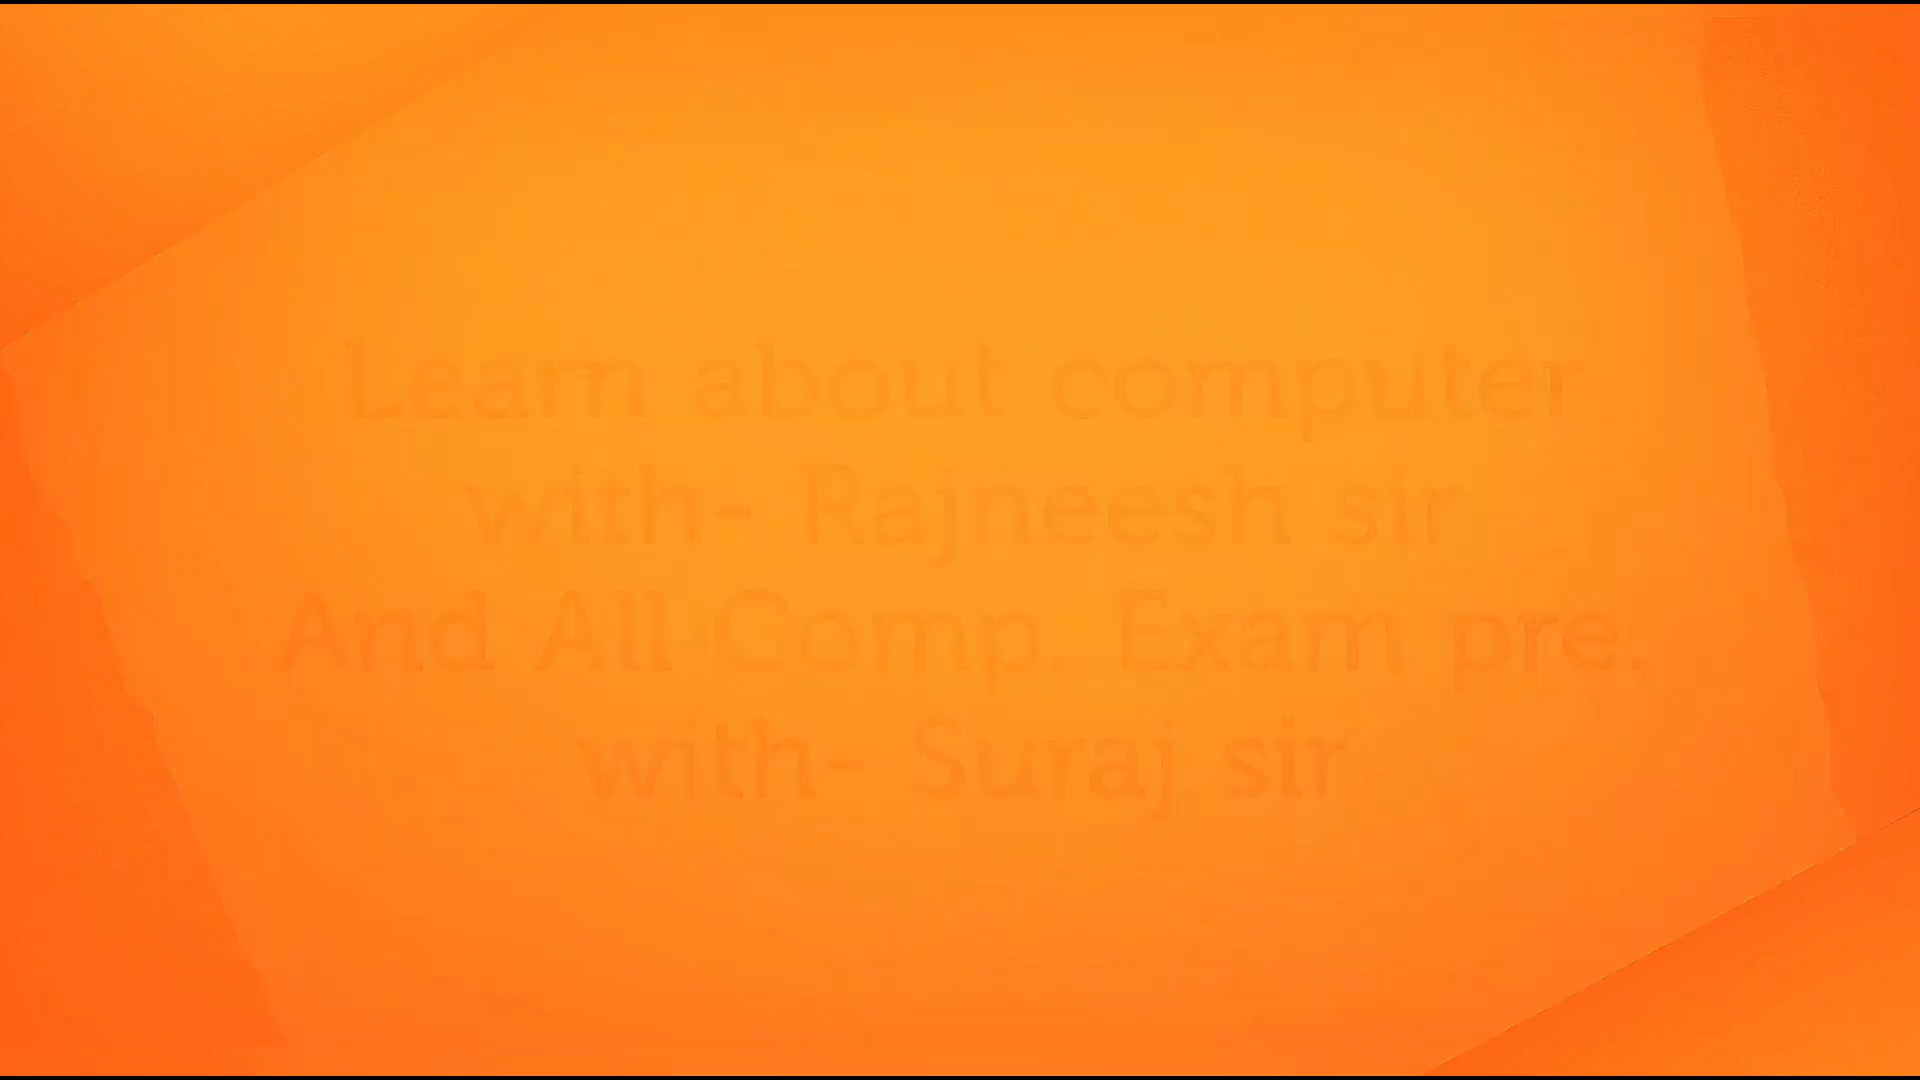 Learn about computer
with- Rajneesh sir
And All Comp. Exam pre.
with- Suraj sir